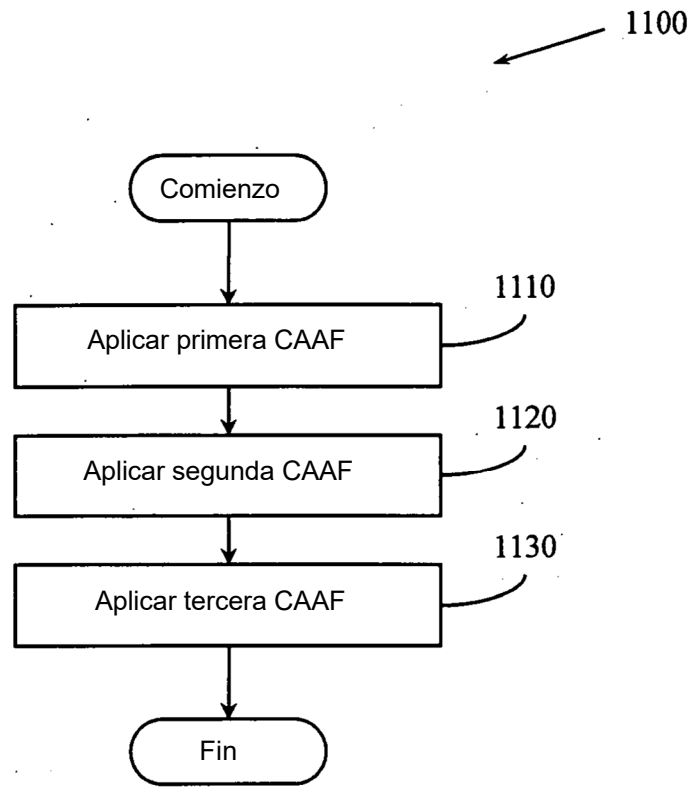 1100
Comienzo
1110
Aplicar primera CAAF
1120
Aplicar segunda CAAF
1130
Aplicar tercera CAAF
Fin